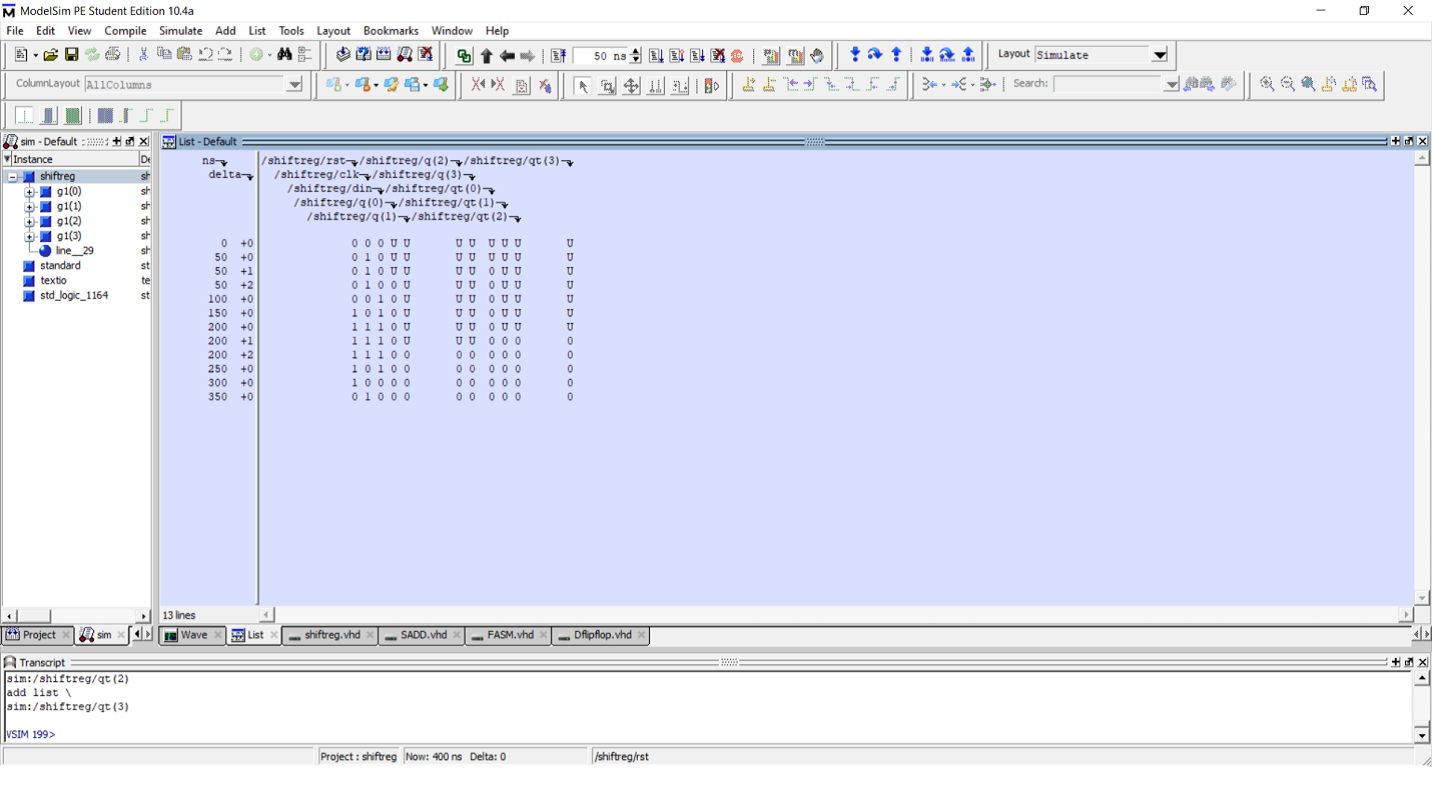 ModelSim PE Student Edition 10.4a
File Edit View Compile Simulate Add List Tools Layout Bookmarks Window Help
50 ns Layout Simulate
ColumnLayout AllColumns Search:
sim - Default List - Default
Instance De
shiftreg sh
g1(0) sh
g1(1) sh
g1(2) sh
g1(3) sh
line__29 sh
standard st
textio te
std_logic_1164 st
ns /shiftreg/rst /shiftreg/q(2) /shiftreg/qt(3)
delta /shiftreg/clk /shiftreg/q(3)
/shiftreg/din /shiftreg/qt(0)
/shiftreg/q(0) /shiftreg/qt(1)
/shiftreg/q(1) /shiftreg/qt(2)
0 +0 0 0 0 U U U U U U U U
50 +0 0 1 0 U U U U U U U U
50 +1 0 1 0 U U U U 0 U U U
50 +2 0 1 0 0 U U U 0 U U U
100 +0 0 0 1 0 U U U 0 U U U
150 +0 1 0 1 0 U U U 0 U U U
200 +0 1 1 1 0 U U U 0 U U U
200 +1 1 1 1 0 U U U 0 0 0 0
200 +2 1 1 1 0 0 0 0 0 0 0 0
250 +0 1 0 1 0 0 0 0 0 0 0 0
300 +0 1 0 0 0 0 0 0 0 0 0 0
350 +0 0 1 0 0 0 0 0 0 0 0 0
13 lines
Project sim Wave List shiftreg.vhd SADD.vhd FASM.vhd Dflipflop.vhd
Transcript
sim:/shiftreg/qt(2)
add list \
sim:/shiftreg/qt(3)
VSIM 199>
Project : shiftreg Now: 400 ns Delta: 0 /shiftreg/rst